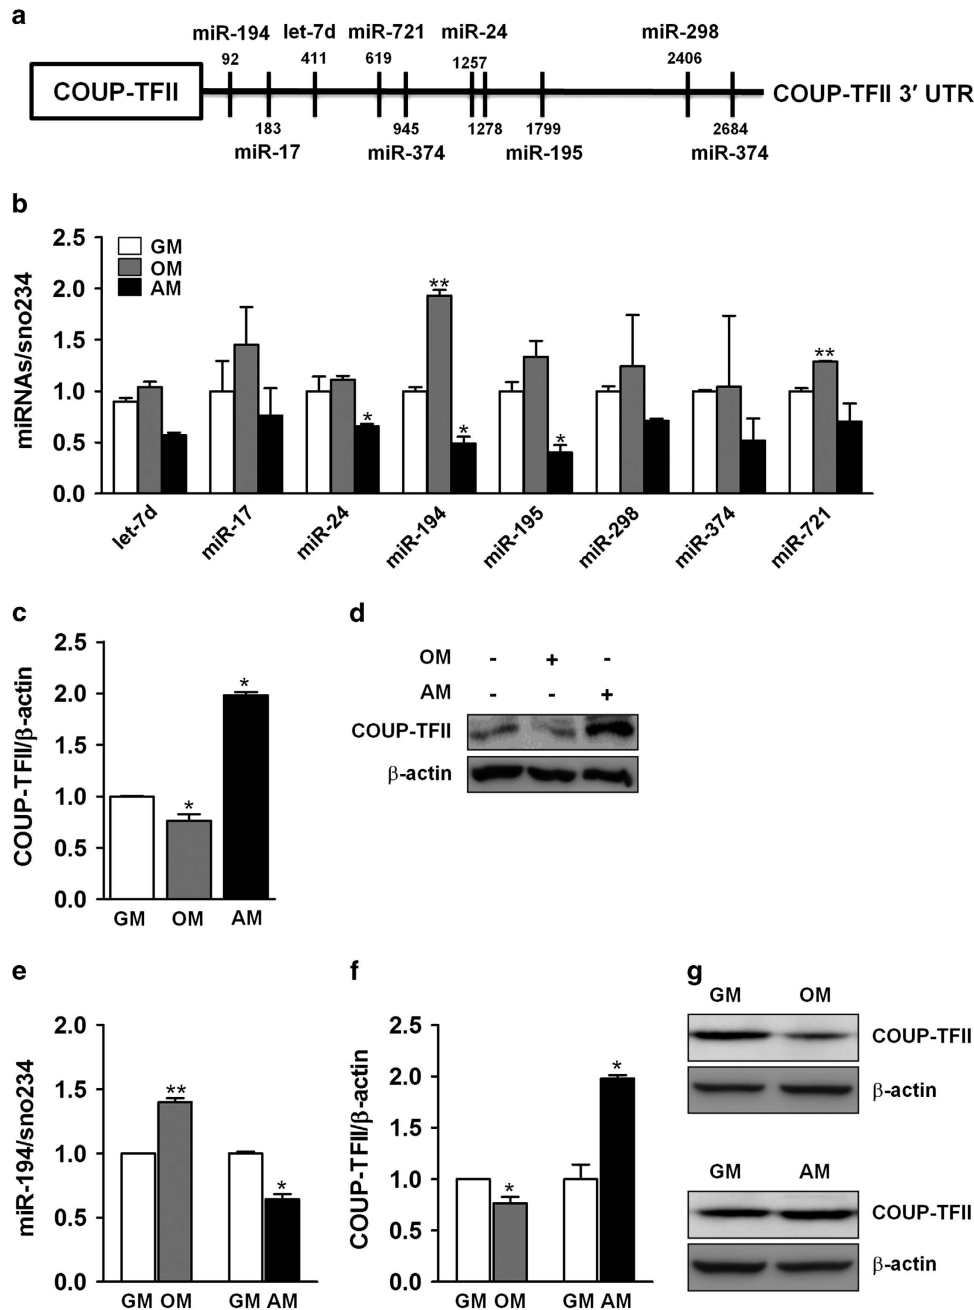 a
miR-194 let-7d miR-721 miR-24 miR-298
92 411 619 1257 2406
COUP-TFII
COUP-TFII 3′ UTR
183 945 1278 1799 2684
miR-17 miR-374 miR-195 miR-374
b
miRNAs/sno234
2.5
2.0
1.5
1.0
0.5
0.0
GM
OM
AM
**
*
*
*
**
let-7d
miR-17
miR-24
miR-194
miR-195
miR-298
miR-374
miR-721
c
COUP-TFII/β-actin
2.5
2.0
1.5
1.0
0.5
0.0
*
*
GM OM AM
d
OM - + -
AM - - +
COUP-TFII
β-actin
e
miR-194/sno234
2.0
1.5
1.0
0.5
0.0
**
*
GM OM GM AM
f
COUP-TFII/β-actin
2.5
2.0
1.5
1.0
0.5
0.0
*
*
GM OM GM AM
g
GM OM
COUP-TFII
β-actin
GM AM
COUP-TFII
β-actin